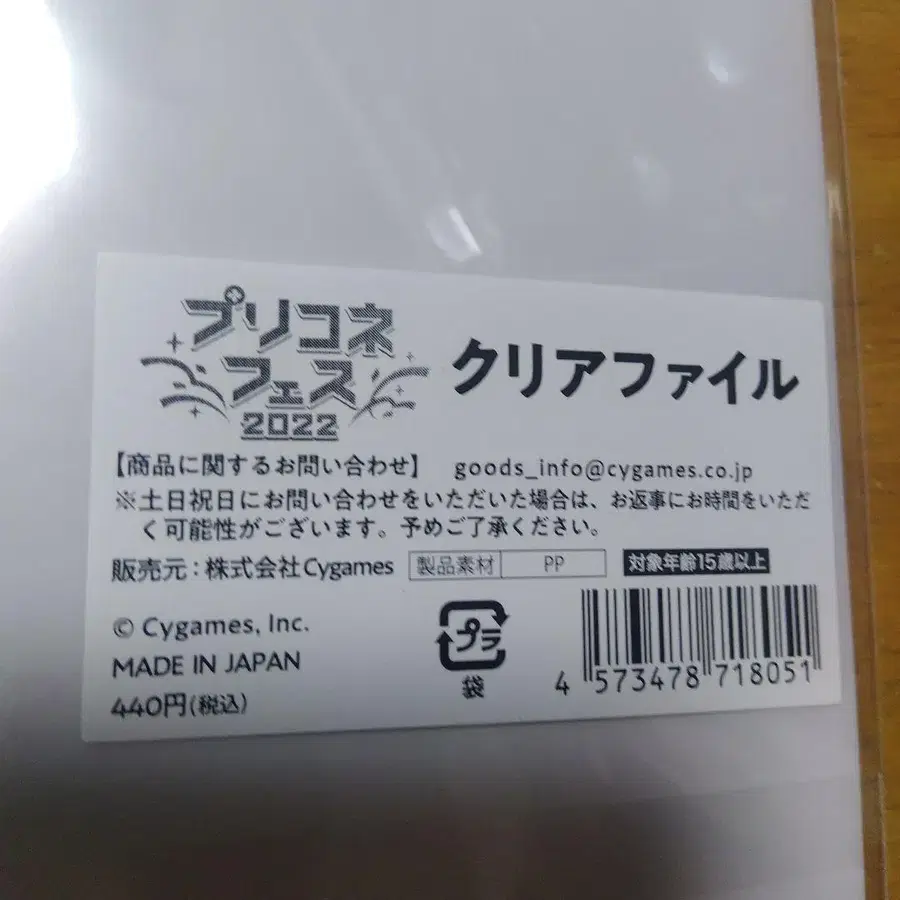 プリコネ
フェス
2022
クリアファイル
【商品に関するお問い合わせ】 goods_info@cygames.co.jp
※土日祝日にお問い合わせをいただいた場合は、お返事にお時間をいただ
く可能性がございます。予めご了承ください。
販売元：株式会社Cygames 製品素材 PP 対象年齢15歳以上
© Cygames, Inc.
MADE IN JAPAN
440円(税込)
プラ
袋
4 573478 718051